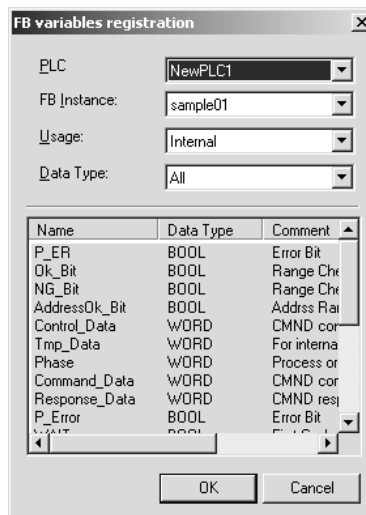 FB variables registration
PLC NewPLC1
FB Instance: sample01
Usage: Internal
Data Type: All
Name Data Type Comment
P_ER BOOL Error Bit
Ok_Bit BOOL Range Che
NG_Bit BOOL Range Che
AddressOk_Bit BOOL Addrss Ran
Control_Data WORD CMND cor
Tmp_Data WORD For interna
Phase WORD Process or
Command_Data WORD CMND cor
Response_Data WORD CMND resp
P_Error BOOL Error Bit
OK Cancel